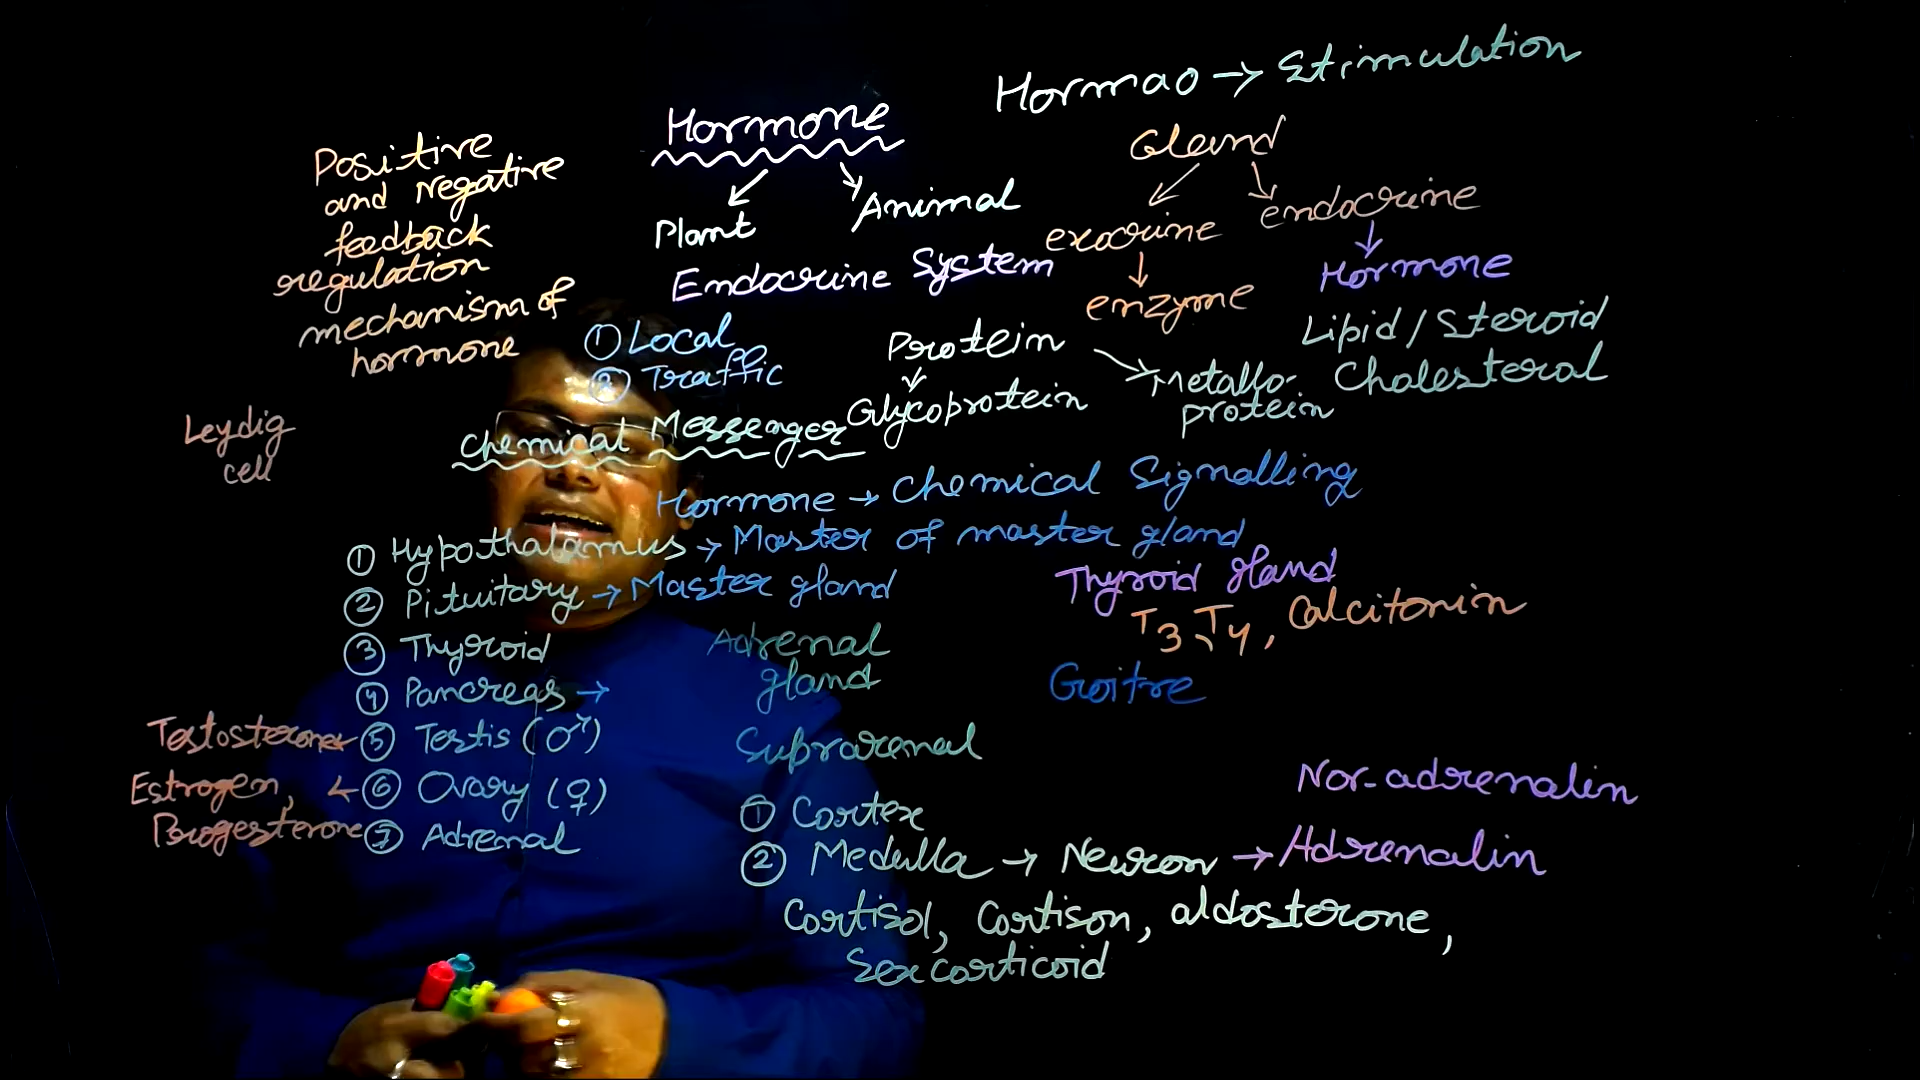 Hormao → Stimulation
Hormone
Plant
Animal
Gland
exocrine
endocrine
enzyme
Hormone
Positive
and Negative
feedback
regulation
mechanism of
hormone
Endocrine System
① Local
② Traffic
Protein
Glycoprotein
Metallo-
protein
Lipid/Steroid
Cholesteral
Chemical Messenger
Leydig
cell
Hormone → Chemical Signalling
① Hypothalamus → Master of master gland
② Pituitary → Master gland
③ Thyroid
④ Pancreas →
Testosterone ← ⑤ Testis (♂)
Estrogen, ← ⑥ Ovary (♀)
Progesterone
⑦ Adrenal
Thyroid gland
T3, T4, Calcitonin
Goitre
Adrenal
gland
Suprarenal
① Cortex
Nor-adrenalin
② Medulla → Neuron → Adrenalin
Cortisol, Cortison, aldosterone,
Sexcorticoid